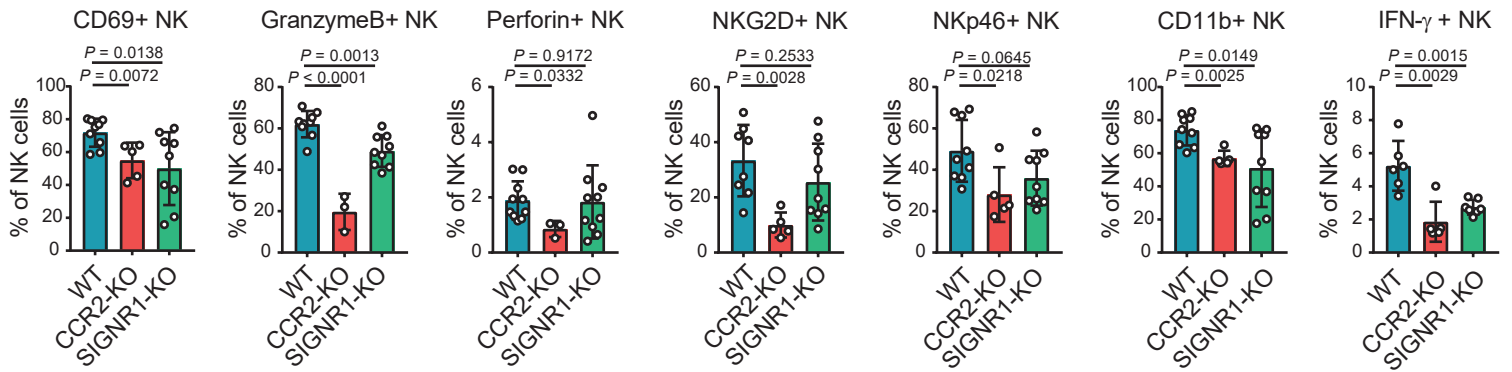 CD69+ NK
P = 0.0138
P = 0.0072
% of NK cells
100
80
60
40
20
0
WT
CCR2-KO
SIGNR1-KO
GranzymeB+ NK
P = 0.0013
P < 0.0001
% of NK cells
80
60
40
20
0
WT
CCR2-KO
SIGNR1-KO
Perforin+ NK
P = 0.9172
P = 0.0332
% of NK cells
6
4
2
0
WT
CCR2-KO
SIGNR1-KO
NKG2D+ NK
P = 0.2533
P = 0.0028
% of NK cells
60
40
20
0
WT
CCR2-KO
SIGNR1-KO
NKp46+ NK
P = 0.0645
P = 0.0218
% of NK cells
80
60
40
20
0
WT
CCR2-KO
SIGNR1-KO
CD11b+ NK
P = 0.0149
P = 0.0025
% of NK cells
100
80
60
40
20
0
WT
CCR2-KO
SIGNR1-KO
IFN-γ + NK
P = 0.0015
P = 0.0029
% of NK cells
10
8
6
4
2
0
WT
CCR2-KO
SIGNR1-KO